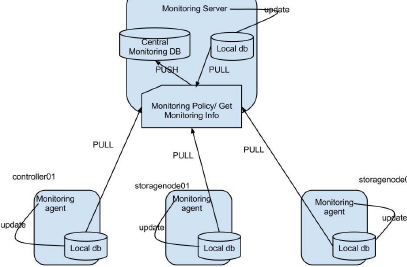 Monitoring Server
update
Central
Monitoring DB
Local db
PUSH
PULL
Monitoring Policy/ Get
Monitoring Info
PULL
PULL
PULL
controller01
storagenode01
Monitoring
agent
update
Local db
Monitoring
agent
update
Local db
Monitoring
agent
update
Local db